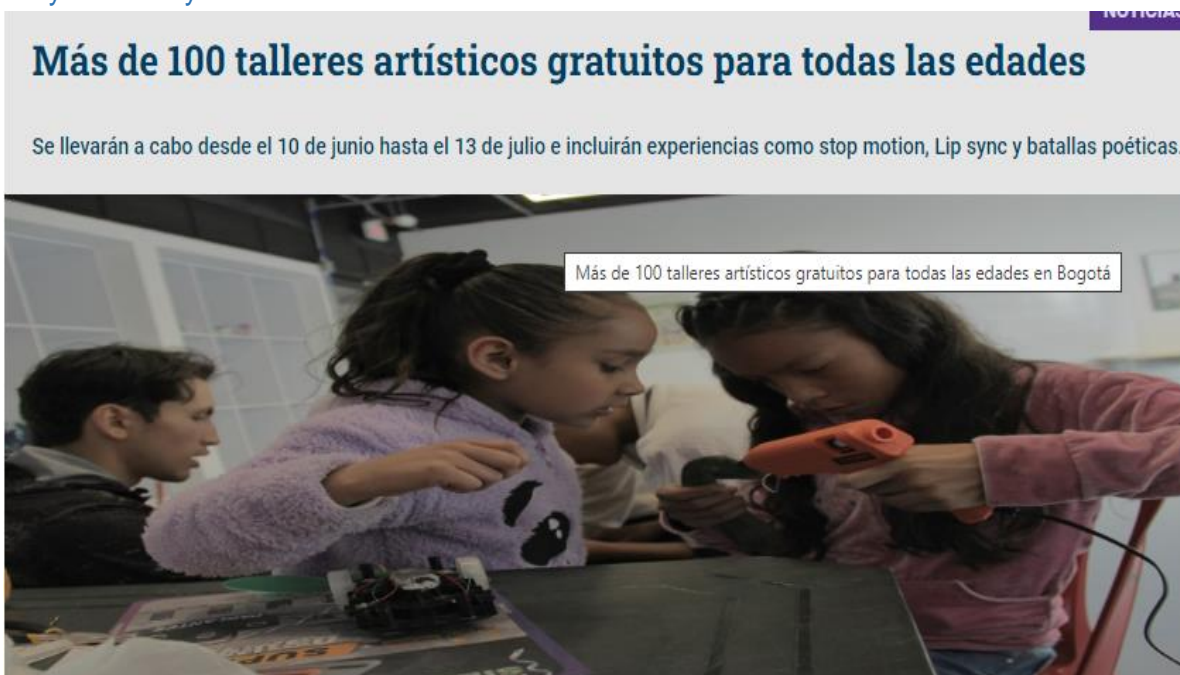 NOTICIAS
Más de 100 talleres artísticos gratuitos para todas las edades
Se llevarán a cabo desde el 10 de junio hasta el 13 de julio e incluirán experiencias como stop motion, Lip sync y batallas poéticas.
Más de 100 talleres artísticos gratuitos para todas las edades en Bogotá